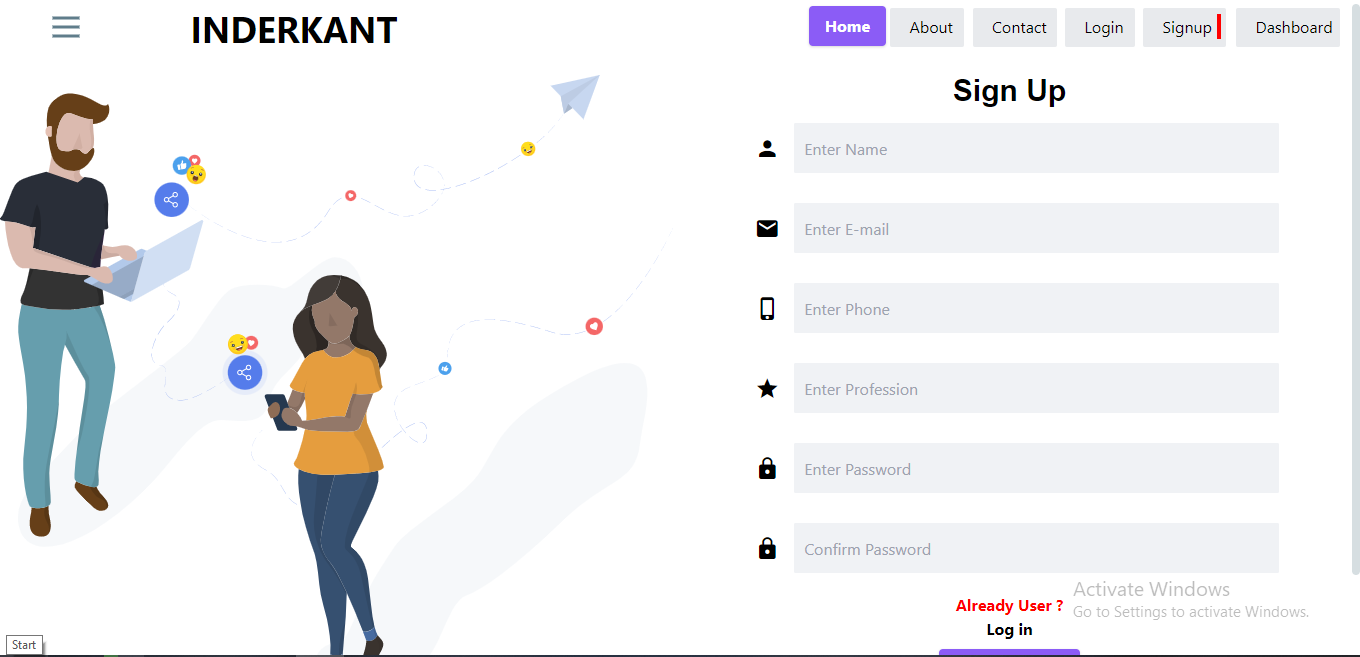 INDERKANT
Home About Contact Login Signup Dashboard
Sign Up
Enter Name
Enter E-mail
Enter Phone
Enter Profession
Enter Password
Confirm Password
Already User ?
Log in
Activate Windows
Go to Settings to activate Windows.
Start